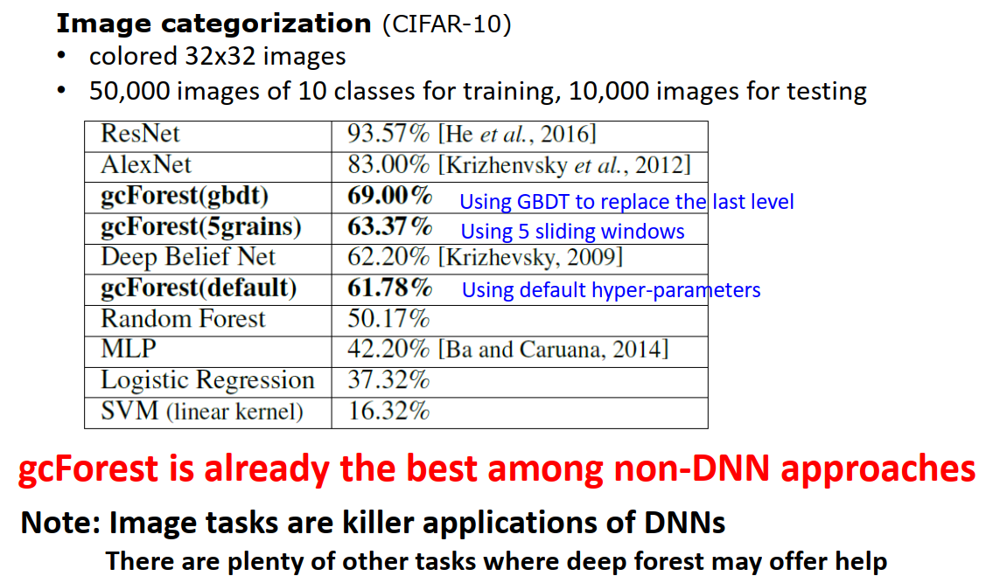 Image categorization (CIFAR-10)
• colored 32x32 images
• 50,000 images of 10 classes for training, 10,000 images for testing
ResNet 93.57% [He et al., 2016]
AlexNet 83.00% [Krizhenvsky et al., 2012]
gcForest(gbdt) 69.00% Using GBDT to replace the last level
gcForest(5grains) 63.37% Using 5 sliding windows
Deep Belief Net 62.20% [Krizhevsky, 2009]
gcForest(default) 61.78% Using default hyper-parameters
Random Forest 50.17%
MLP 42.20% [Ba and Caruana, 2014]
Logistic Regression 37.32%
SVM (linear kernel) 16.32%
gcForest is already the best among non-DNN approaches
Note: Image tasks are killer applications of DNNs
There are plenty of other tasks where deep forest may offer help